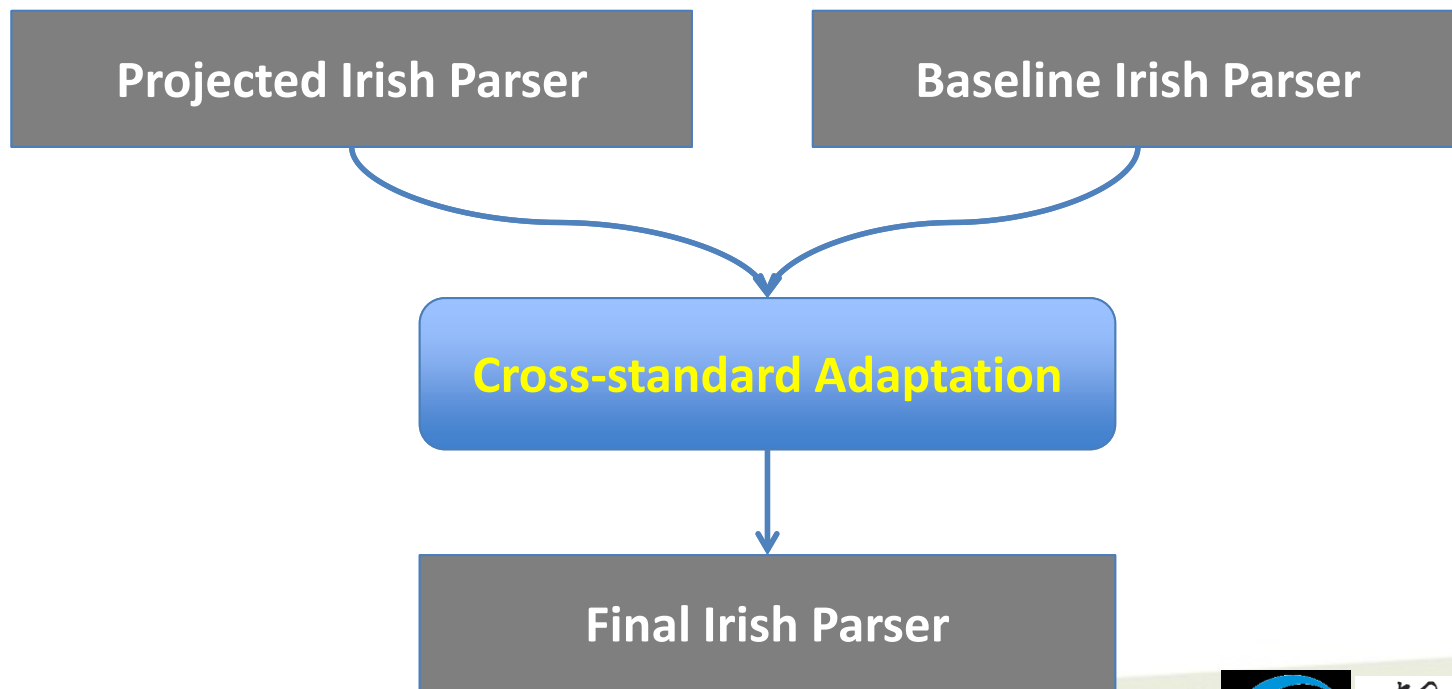 Projected Irish Parser
Baseline Irish Parser
Cross-standard Adaptation
Final Irish Parser